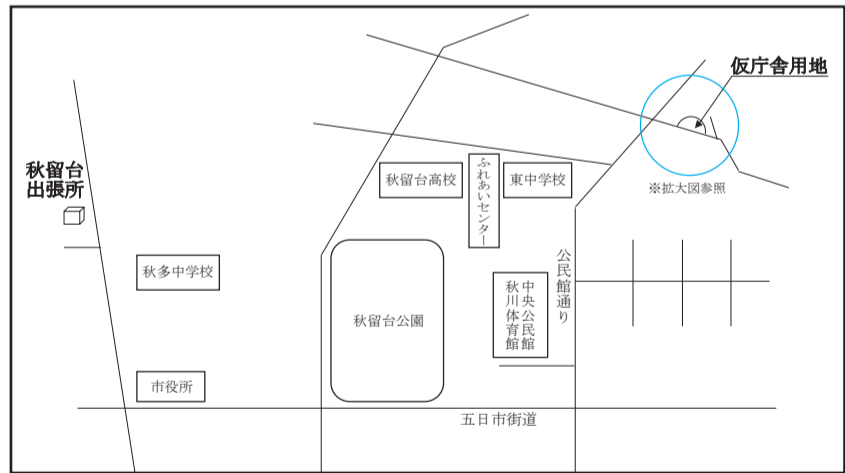 仮庁舎用地
※拡大図参照
秋留台
出張所
秋留台高校
ふれあいセンター
東中学校
秋多中学校
公民館通り
中央公民館
秋川体育館
秋留台公園
市役所
五日市街道